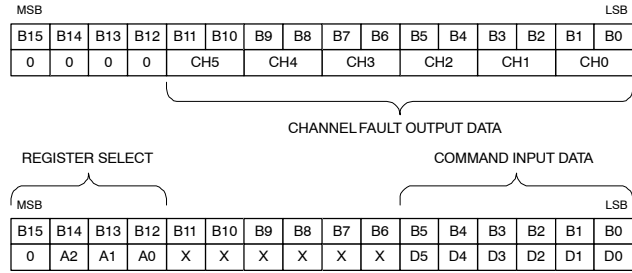 MSB LSB
B15 B14 B13 B12 B11 B10 B9 B8 B7 B6 B5 B4 B3 B2 B1 B0
0 0 0 0 CH5 CH4 CH3 CH2 CH1 CH0
CHANNEL FAULT OUTPUT DATA
REGISTER SELECT COMMAND INPUT DATA
MSB LSB
B15 B14 B13 B12 B11 B10 B9 B8 B7 B6 B5 B4 B3 B2 B1 B0
0 A2 A1 A0 X X X X X X D5 D4 D3 D2 D1 D0